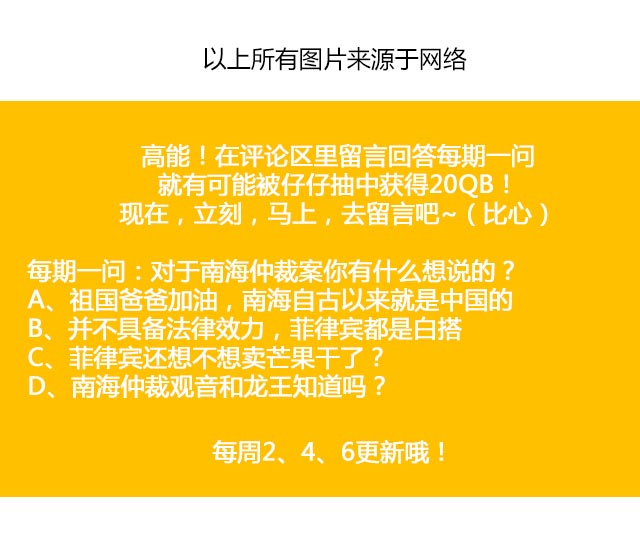 以上所有图片来源于网络
高能！在评论区里留言回答每期一问
就有可能被仔仔抽中获得20QB！
现在，立刻，马上，去留言吧~（比心）
每期一问：对于南海仲裁案你有什么想说的？
A、祖国爸爸加油，南海自古以来就是中国的
B、并不具备法律效力，菲律宾都是白搭
C、菲律宾还想不想卖芒果干了？
D、南海仲裁观音和龙王知道吗？
每周2、4、6更新哦！